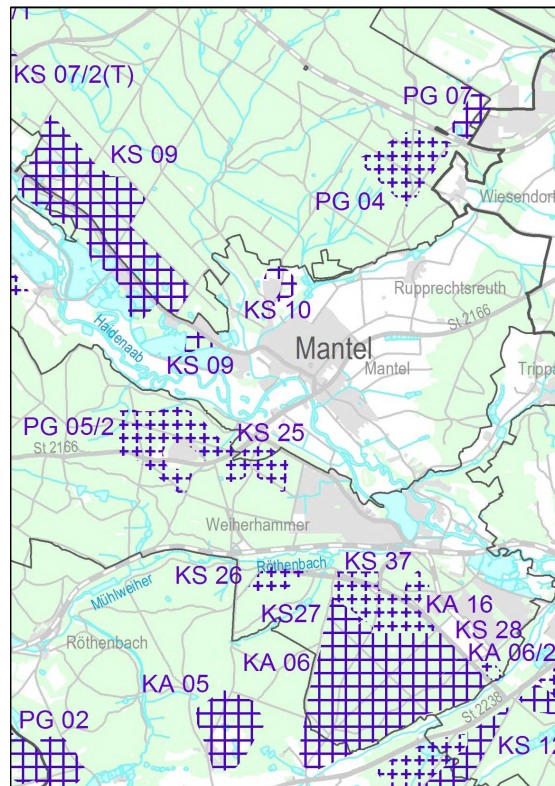 /1
KS 07/2(T)
PG 07
KS 09
PG 04
Wiesendorf
KS 10
Rupprechtsreuth
St 2166
Haidenaab
KS 09
Mantel
Mantel
Trippa
PG 05/2
KS 25
St 2166
Weiherhammer
Röthenbach
KS 26
KS 37
Mühlweiher
KS27
KA 16
KS 28
Röthenbach
KA 06
KA 06/2
KA 05
St 2238
PG 02
KS 12